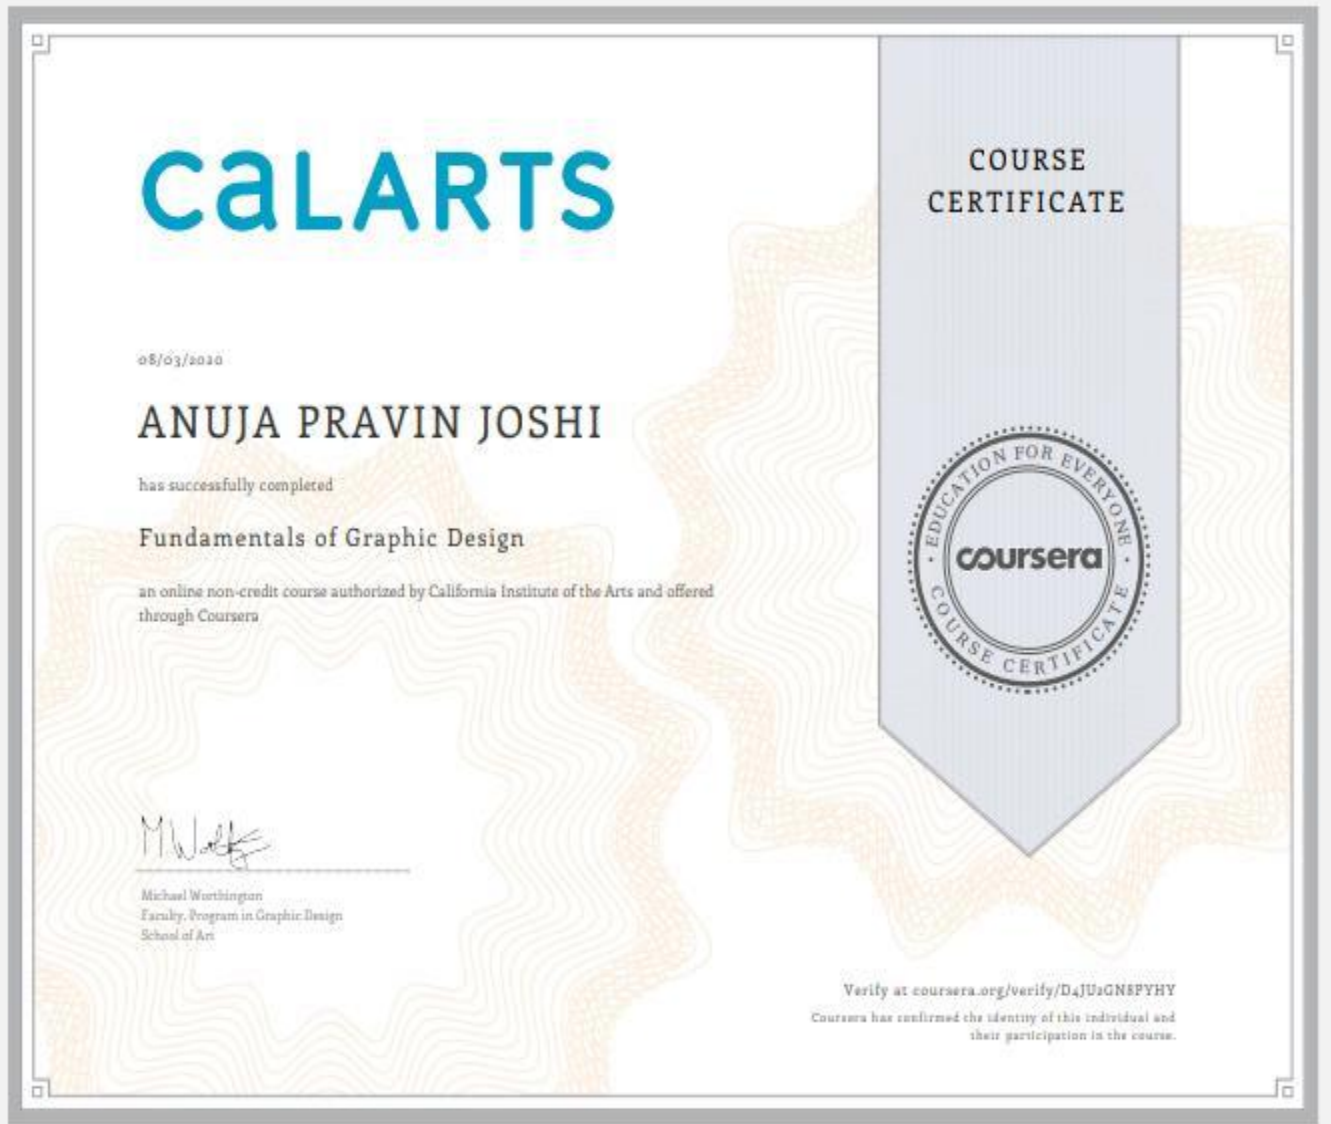 CalARTS
COURSE
CERTIFICATE
08/03/2020
ANUJA PRAVIN JOSHI
has successfully completed
Fundamentals of Graphic Design
an online non-credit course authorized by California Institute of the Arts and offered
through Coursera
EDUCATION FOR EVERYONE
coursera
COURSE CERTIFICATE
Michael Worthington
Faculty, Program in Graphic Design
School of Art
Verify at coursera.org/verify/D4JU2GN8PYHY
Coursera has confirmed the identity of this individual and
their participation in the course.